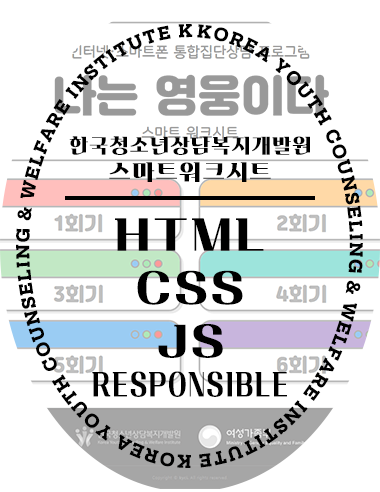 인터넷·스마트폰 통합집단상담 프로그램
나는 영웅이다
스마트 워크시트
KOREA YOUTH COUNSELING & WELFARE INSTITUTE KOREA YOUTH COUNSELING & WELFARE INSTITUTE K
한국청소년상담복지개발원
스마트워크시트
1회기
2회기
HTML
CSS
3회기
4회기
JS
5회기
6회기
RESPONSIBLE
한국청소년상담복지개발원
여성가족부